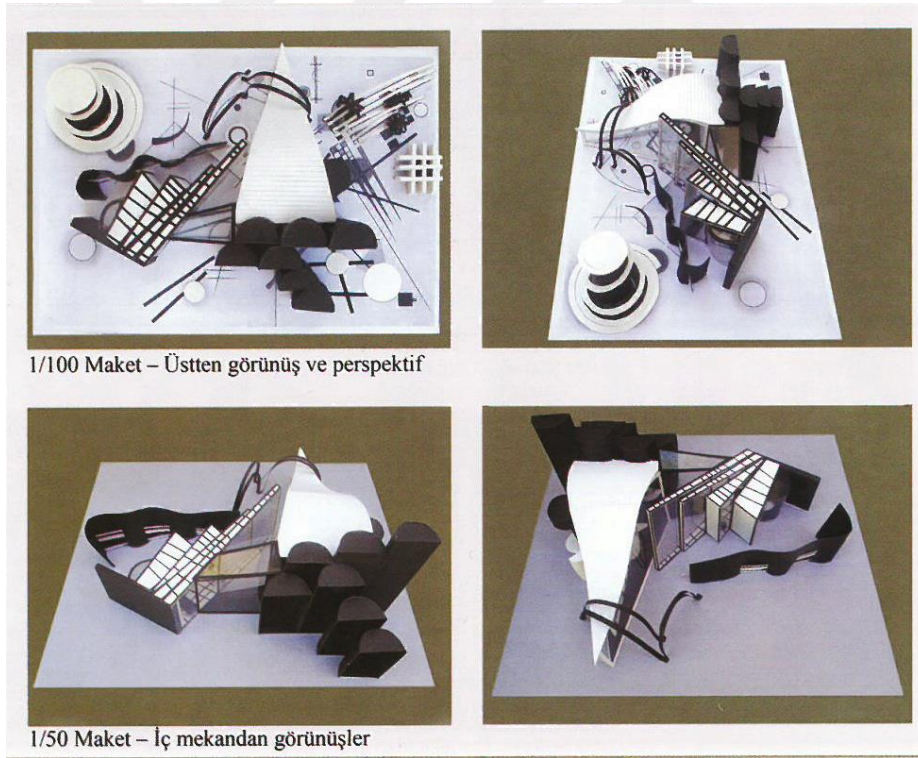 1/100 Maket – Üstten görünüş ve perspektif
1/50 Maket – İç mekandan görünüşler